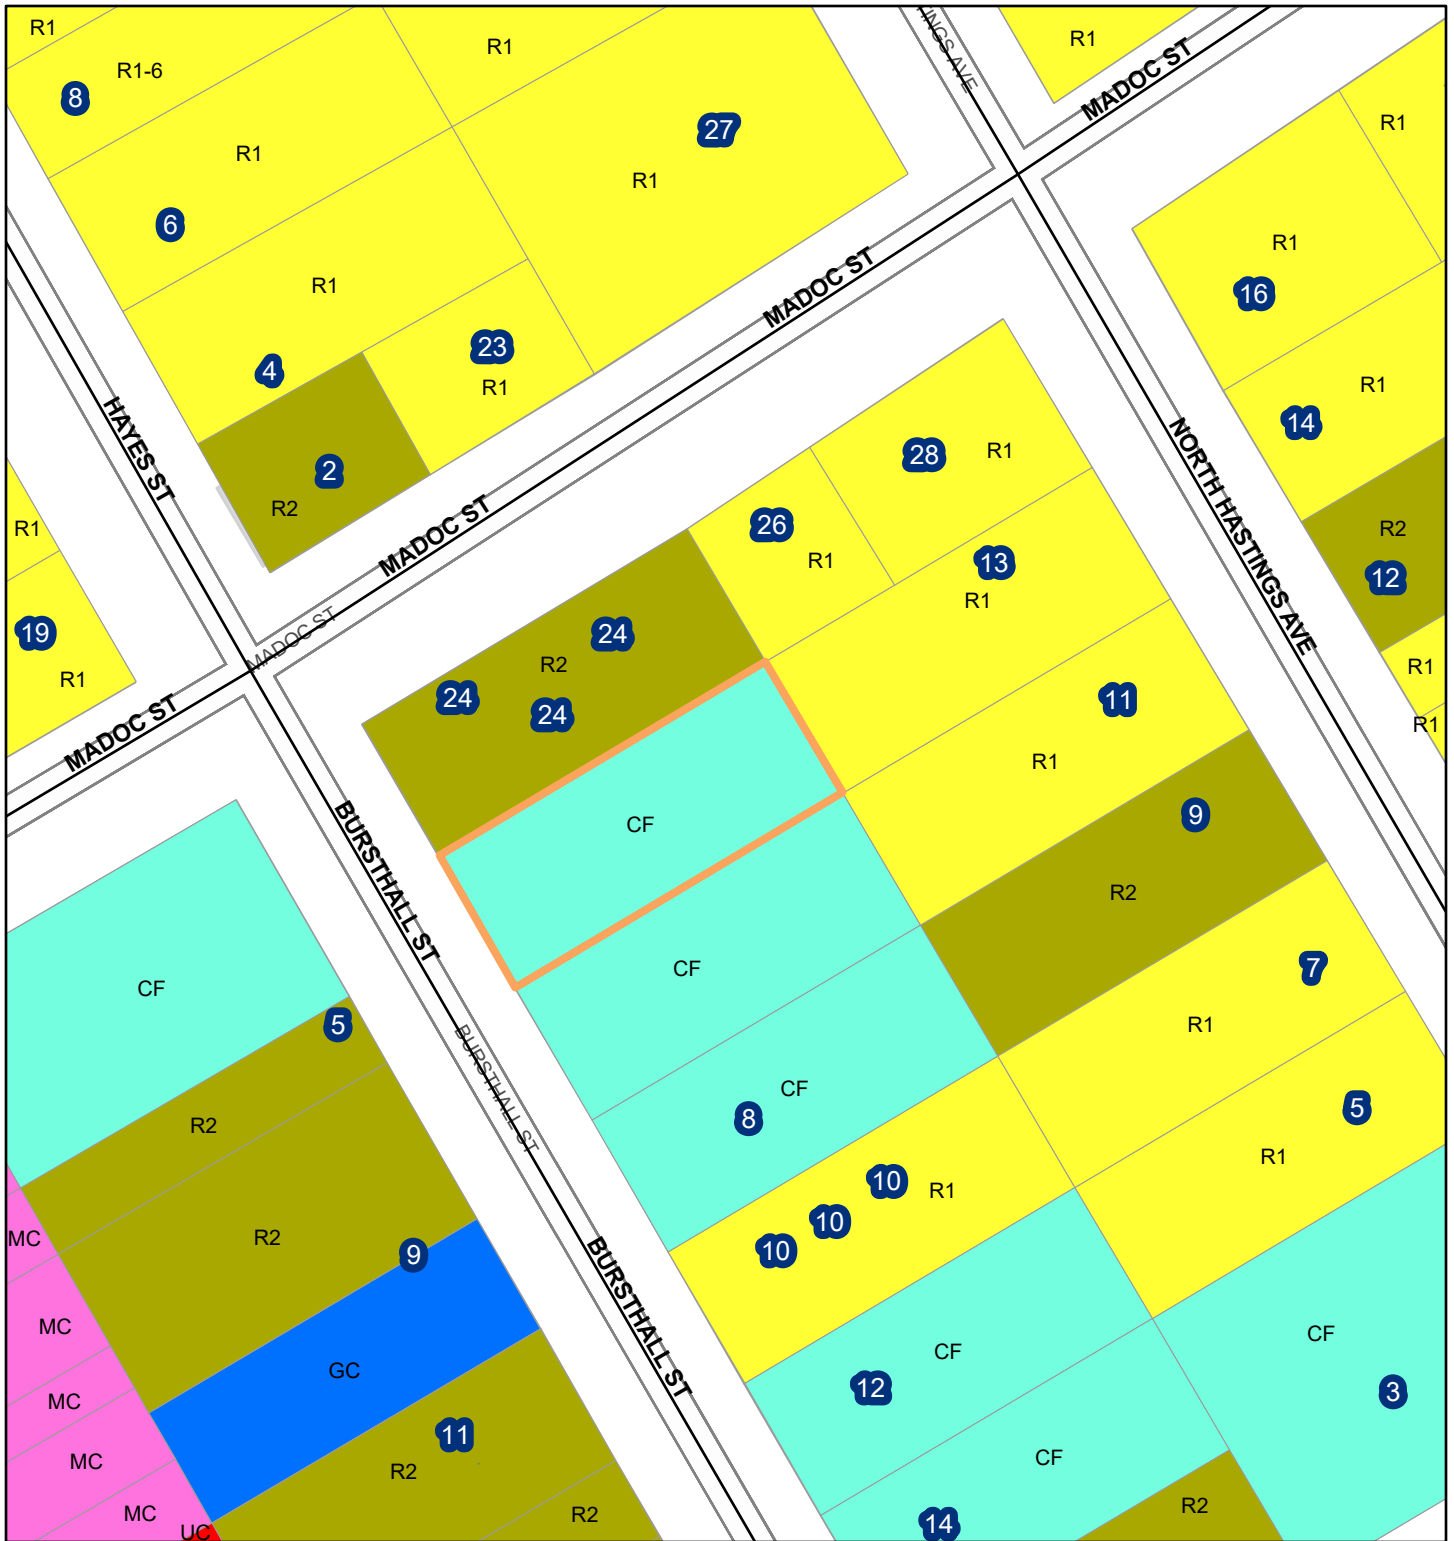 R1
R1
R1
TINGS AVE
MADOC ST
R1-6
8
27
R1
R1
R1
6
R1
16
R1
R1
MADOC ST
23
4
R1
R1
14
HAYES ST
2
R2
MADOC ST
28
R1
NORTH HASTINGS AVE
R1
26
R1
13
R1
R2
12
19
R1
MADOC ST
24
R2
24
24
R1
R1
MADOC ST
11
R1
CF
9
R2
BURSTHALL ST
CF
7
CF
5
R1
BURSTHALL ST
CF
8
5
R2
R1
10
R1
10
10
MC
R2
9
BURSTHALL ST
MC
CF
CF
GC
12
3
MC
11
CF
MC
R2
MC
R2
R2
14
UC